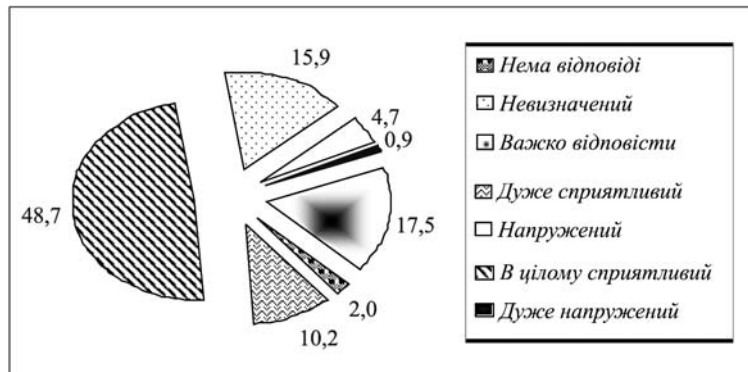 15,9
4,7
0,9
48,7
17,5
2,0
10,2
Нема відповіді
Невизначений
Важко відповісти
Дуже сприятливий
Напружений
В цілому сприятливий
Дуже напружений